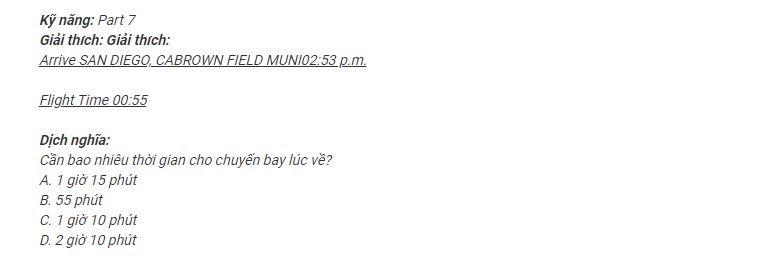 Kỹ năng: Part 7
Giải thích: Giải thích:
Arrive SAN DIEGO, CABROWN FIELD MUNI02:53 p.m.
Flight Time 00:55
Dịch nghĩa:
Cần bao nhiêu thời gian cho chuyến bay lúc về?
A. 1 giờ 15 phút
B. 55 phút
C. 1 giờ 10 phút
D. 2 giờ 10 phút